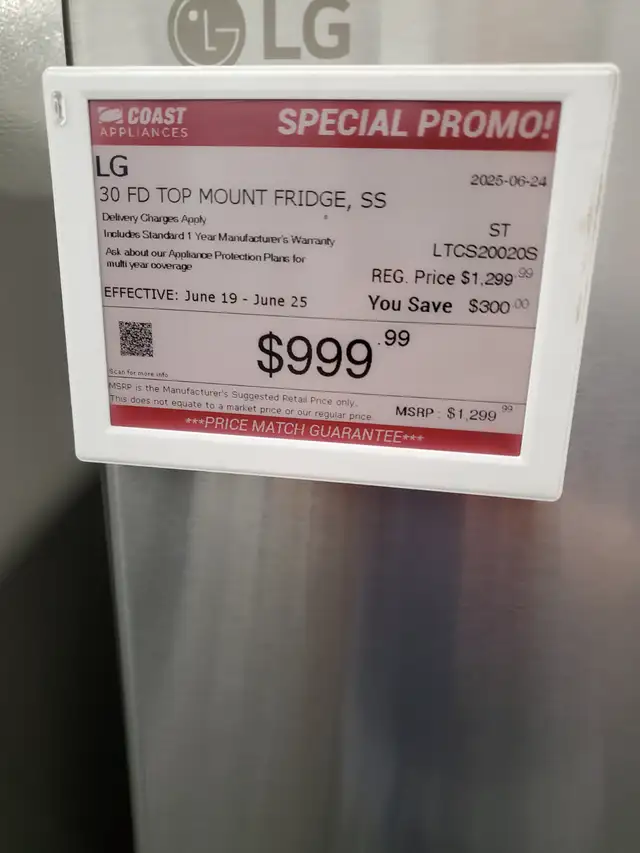 LG
COAST
APPLIANCES
SPECIAL PROMO!
LG
2025-06-24
30 FD TOP MOUNT FRIDGE, SS
Delivery Charges Apply
Includes Standard 1 Year Manufacturer's Warranty
Ask about our Appliance Protection Plans for
multi year coverage
ST
LTCS20020S
REG. Price $1,299.99
EFFECTIVE: June 19 - June 25
You Save $300.00
$999.99
Scan for more info
MSRP is the Manufacturer's Suggested Retail Price only.
This does not equate to a market price or our regular price
MSRP : $1,299.99
***PRICE MATCH GUARANTEE***